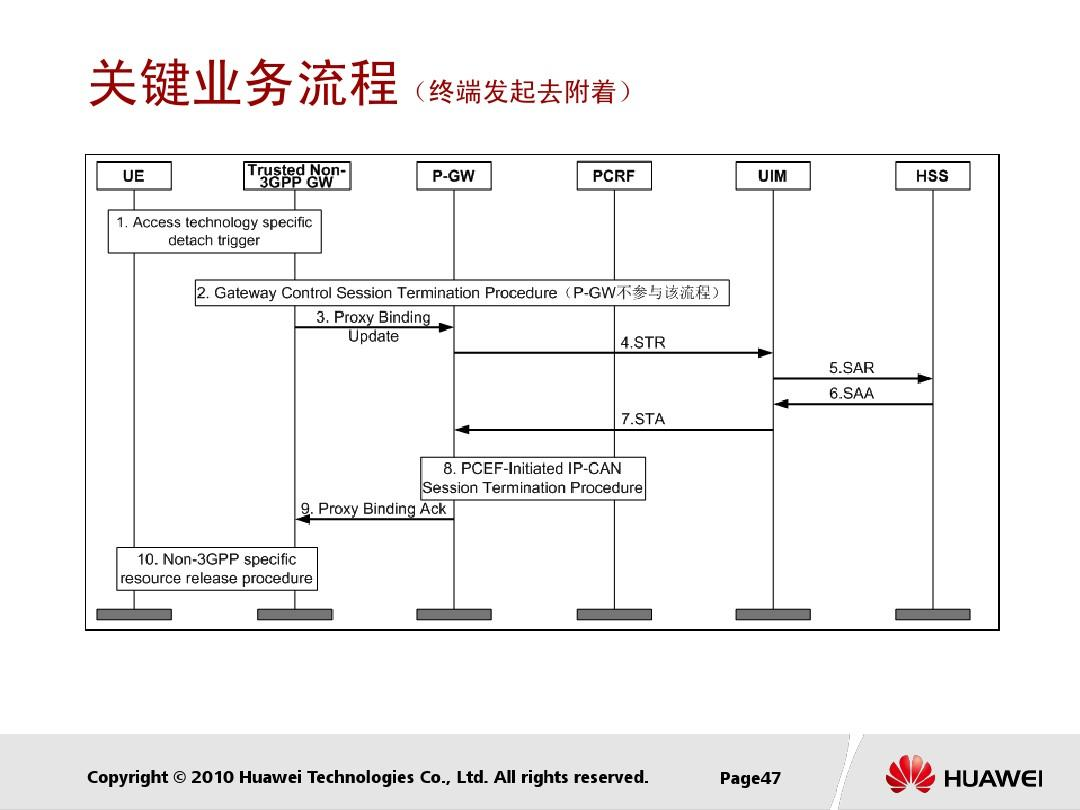 关键业务流程（终端发起去附着）
UE
Trusted Non-
3GPP GW
P-GW
PCRF
UIM
HSS
1. Access technology specific
detach trigger
2. Gateway Control Session Termination Procedure（P-GW不参与该流程）
3. Proxy Binding
Update
4.STR
5.SAR
6.SAA
7.STA
8. PCEF-Initiated IP-CAN
Session Termination Procedure
9. Proxy Binding Ack
10. Non-3GPP specific
resource release procedure
Copyright © 2010 Huawei Technologies Co., Ltd. All rights reserved.
Page47
HUAWEI